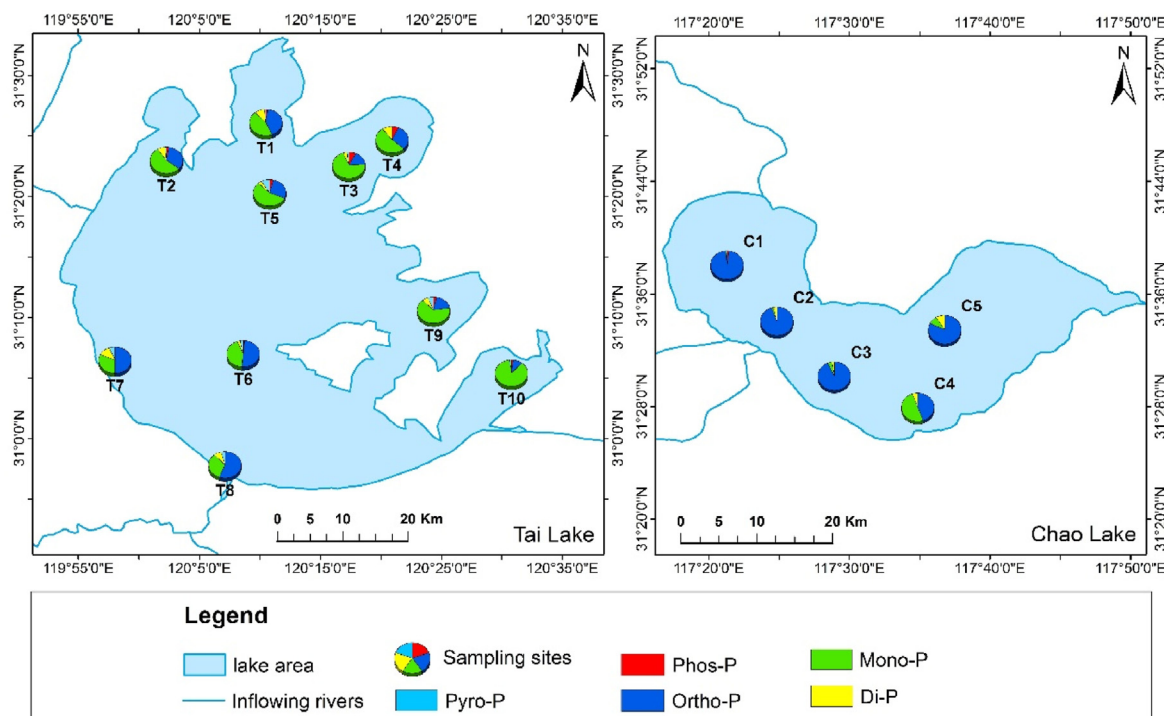 119°55'0"E 120°5'0"E 120°15'0"E 120°25'0"E 120°35'0"E
117°20'0"E 117°30'0"E 117°40'0"E 117°50'0"E
31°30'0"N
31°20'0"N
31°10'0"N
31°0'0"N
N
T1
T2
T3
T4
T5
T6
T7
T8
T9
T10
0 5 10 20 Km
Tai Lake
31°30'0"N
31°20'0"N
31°10'0"N
31°0'0"N
119°55'0"E 120°5'0"E 120°15'0"E 120°25'0"E 120°35'0"E
31°52'0"N
31°44'0"N
31°36'0"N
31°28'0"N
31°20'0"N
N
C1
C2
C3
C4
C5
0 5 10 20 Km
Chao Lake
31°52'0"N
31°44'0"N
31°36'0"N
31°28'0"N
31°20'0"N
117°20'0"E 117°30'0"E 117°40'0"E 117°50'0"E
Legend
lake area Sampling sites Phos-P Mono-P
Inflowing rivers Pyro-P Ortho-P Di-P